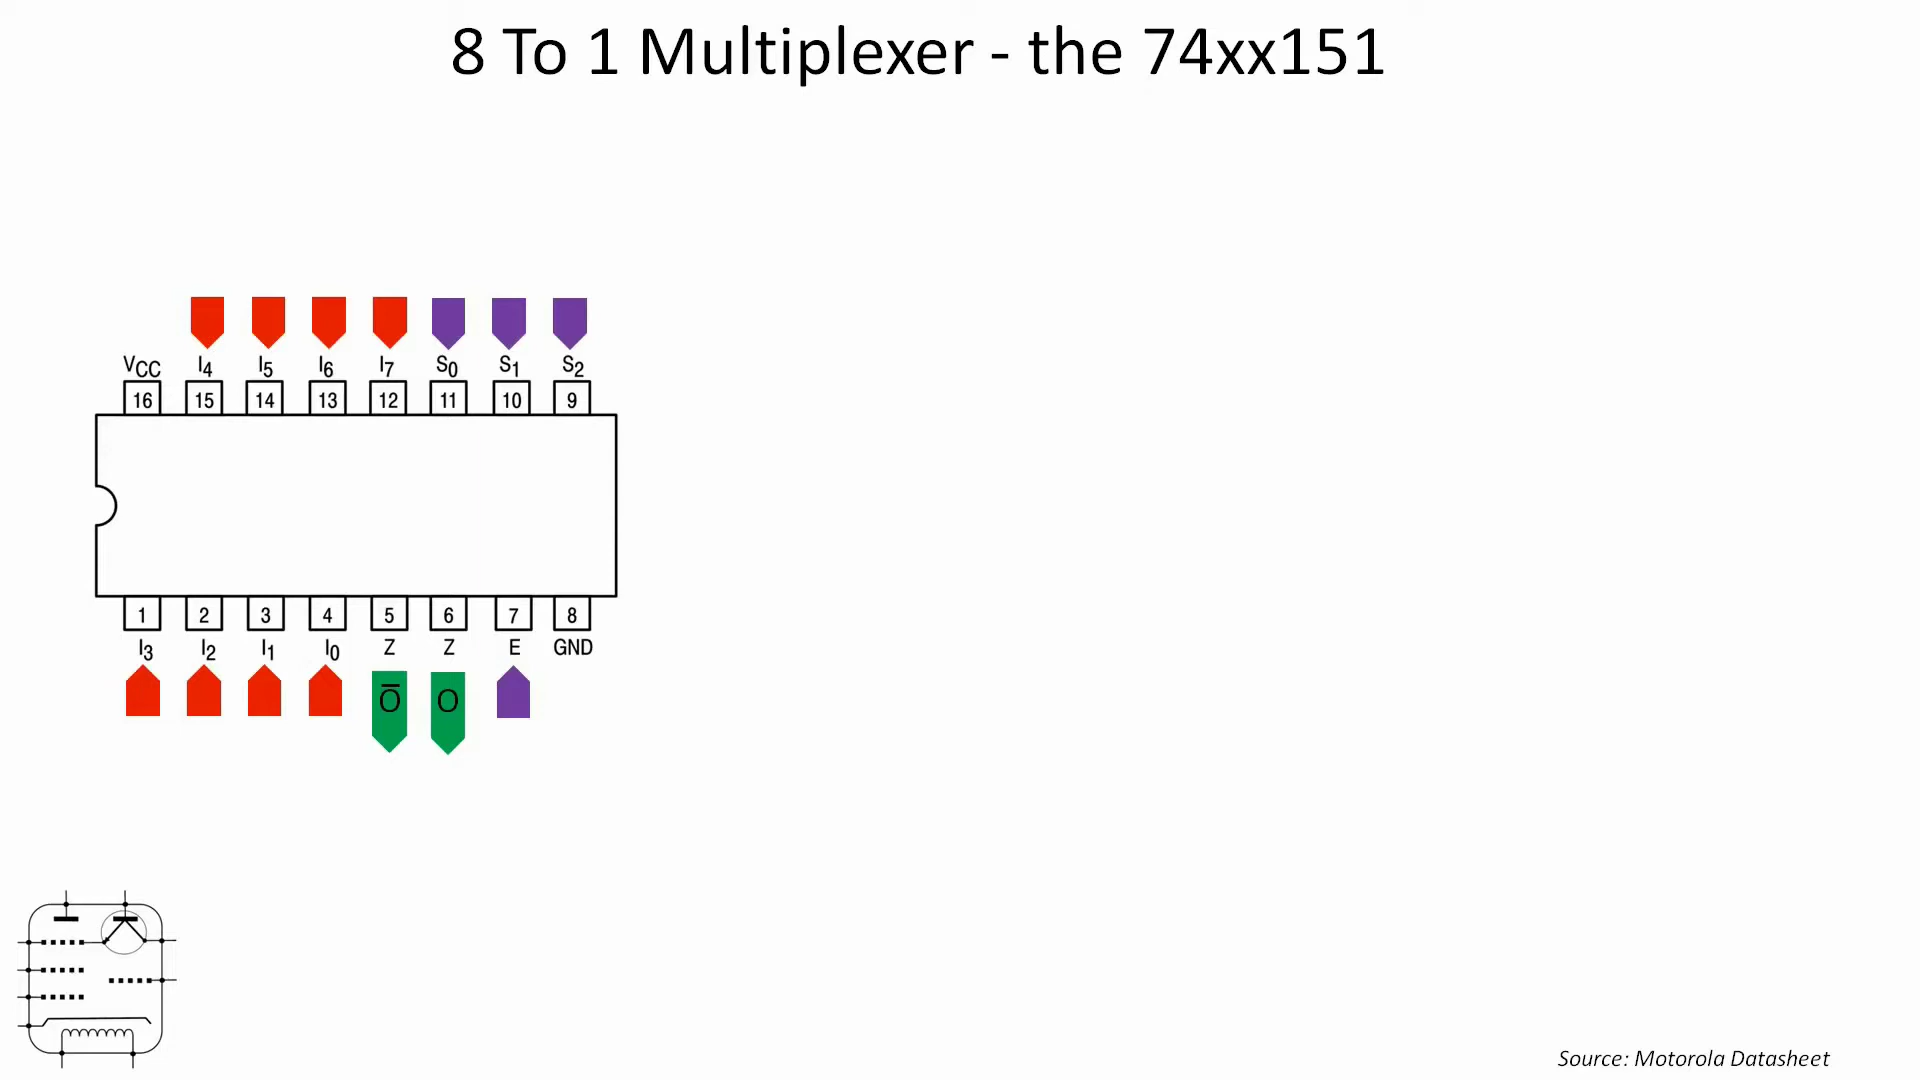 8 To 1 Multiplexer - the 74xx151
VCC I4 I5 I6 I7 S0 S1 S2
16 15 14 13 12 11 10 9
1 2 3 4 5 6 7 8
I3 I2 I1 I0 Z Z E GND
O̅ O
Source: Motorola Datasheet